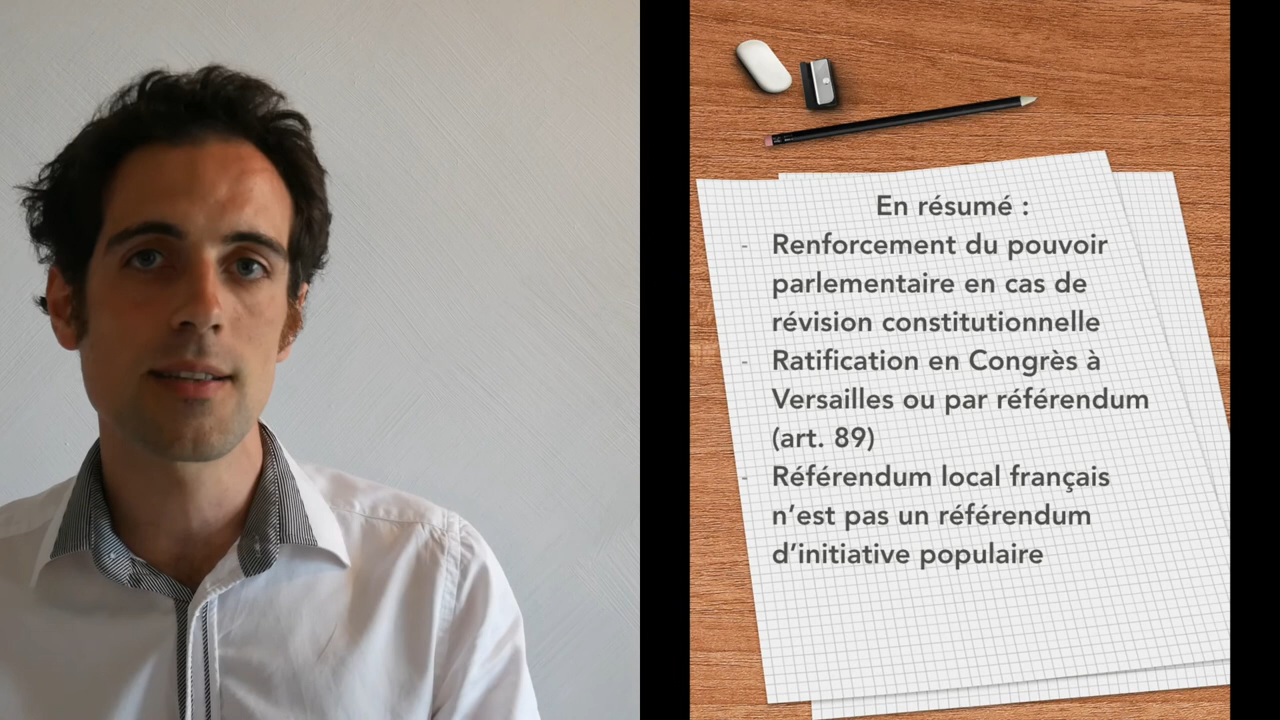 En résumé :
- Renforcement du pouvoir
parlementaire en cas de
révision constitutionnelle
- Ratification en Congrès à
Versailles ou par référendum
(art. 89)
- Référendum local français
n’est pas un référendum
d’initiative populaire